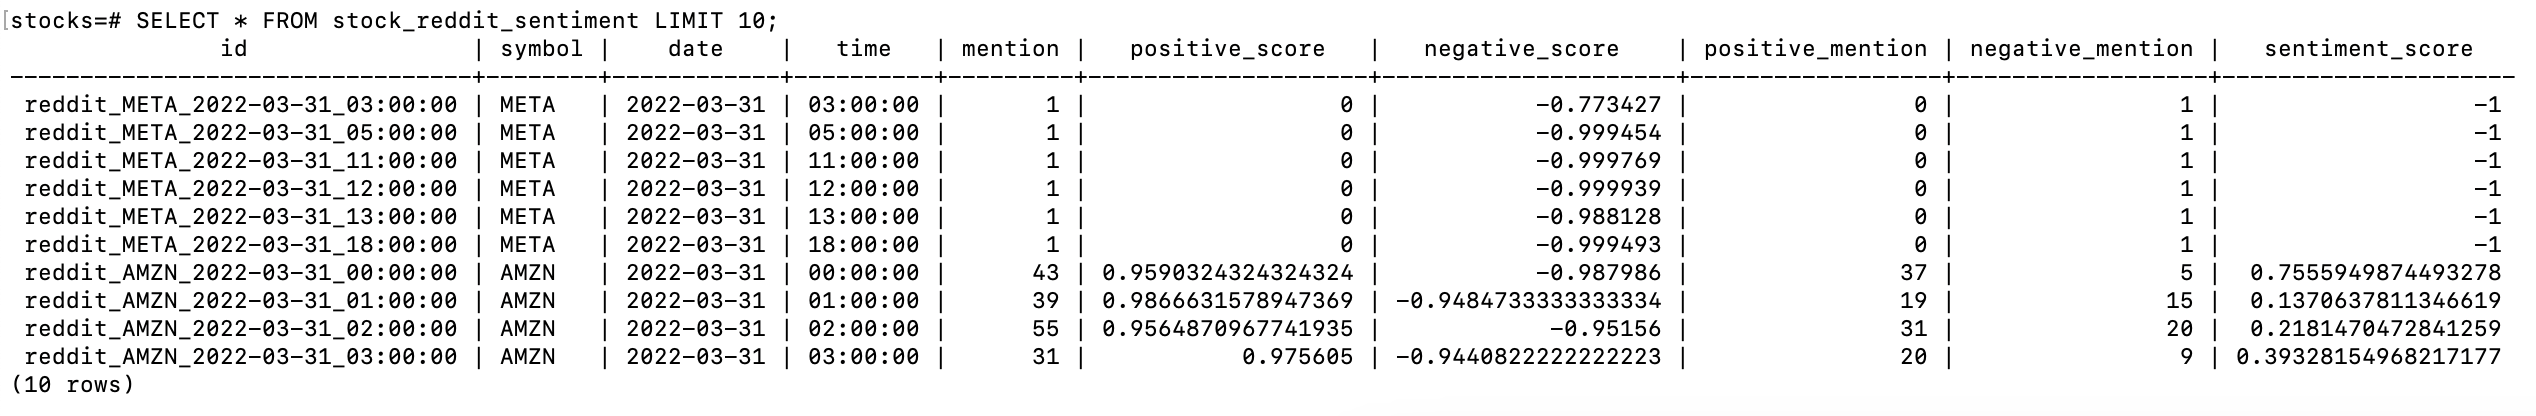 stocks=# SELECT * FROM stock_reddit_sentiment LIMIT 10;
id | symbol | date | time | mention | positive_score | negative_score | positive_mention | negative_mention | sentiment_score
reddit_META_2022-03-31_03:00:00 | META | 2022-03-31 | 03:00:00 | 1 | 0 | -0.773427 | 0 | 1 | -1
reddit_META_2022-03-31_05:00:00 | META | 2022-03-31 | 05:00:00 | 1 | 0 | -0.999454 | 0 | 1 | -1
reddit_META_2022-03-31_11:00:00 | META | 2022-03-31 | 11:00:00 | 1 | 0 | -0.999769 | 0 | 1 | -1
reddit_META_2022-03-31_12:00:00 | META | 2022-03-31 | 12:00:00 | 1 | 0 | -0.999939 | 0 | 1 | -1
reddit_META_2022-03-31_13:00:00 | META | 2022-03-31 | 13:00:00 | 1 | 0 | -0.988128 | 0 | 1 | -1
reddit_META_2022-03-31_18:00:00 | META | 2022-03-31 | 18:00:00 | 1 | 0 | -0.999493 | 0 | 1 | -1
reddit_AMZN_2022-03-31_00:00:00 | AMZN | 2022-03-31 | 00:00:00 | 43 | 0.9590324324324324 | -0.987986 | 37 | 5 | 0.7555949874493278
reddit_AMZN_2022-03-31_01:00:00 | AMZN | 2022-03-31 | 01:00:00 | 39 | 0.9866631578947369 | -0.9484733333333334 | 19 | 15 | 0.1370637811346619
reddit_AMZN_2022-03-31_02:00:00 | AMZN | 2022-03-31 | 02:00:00 | 55 | 0.9564870967741935 | -0.95156 | 31 | 20 | 0.2181470472841259
reddit_AMZN_2022-03-31_03:00:00 | AMZN | 2022-03-31 | 03:00:00 | 31 | 0.975605 | -0.9440822222222223 | 20 | 9 | 0.39328154968217177
(10 rows)